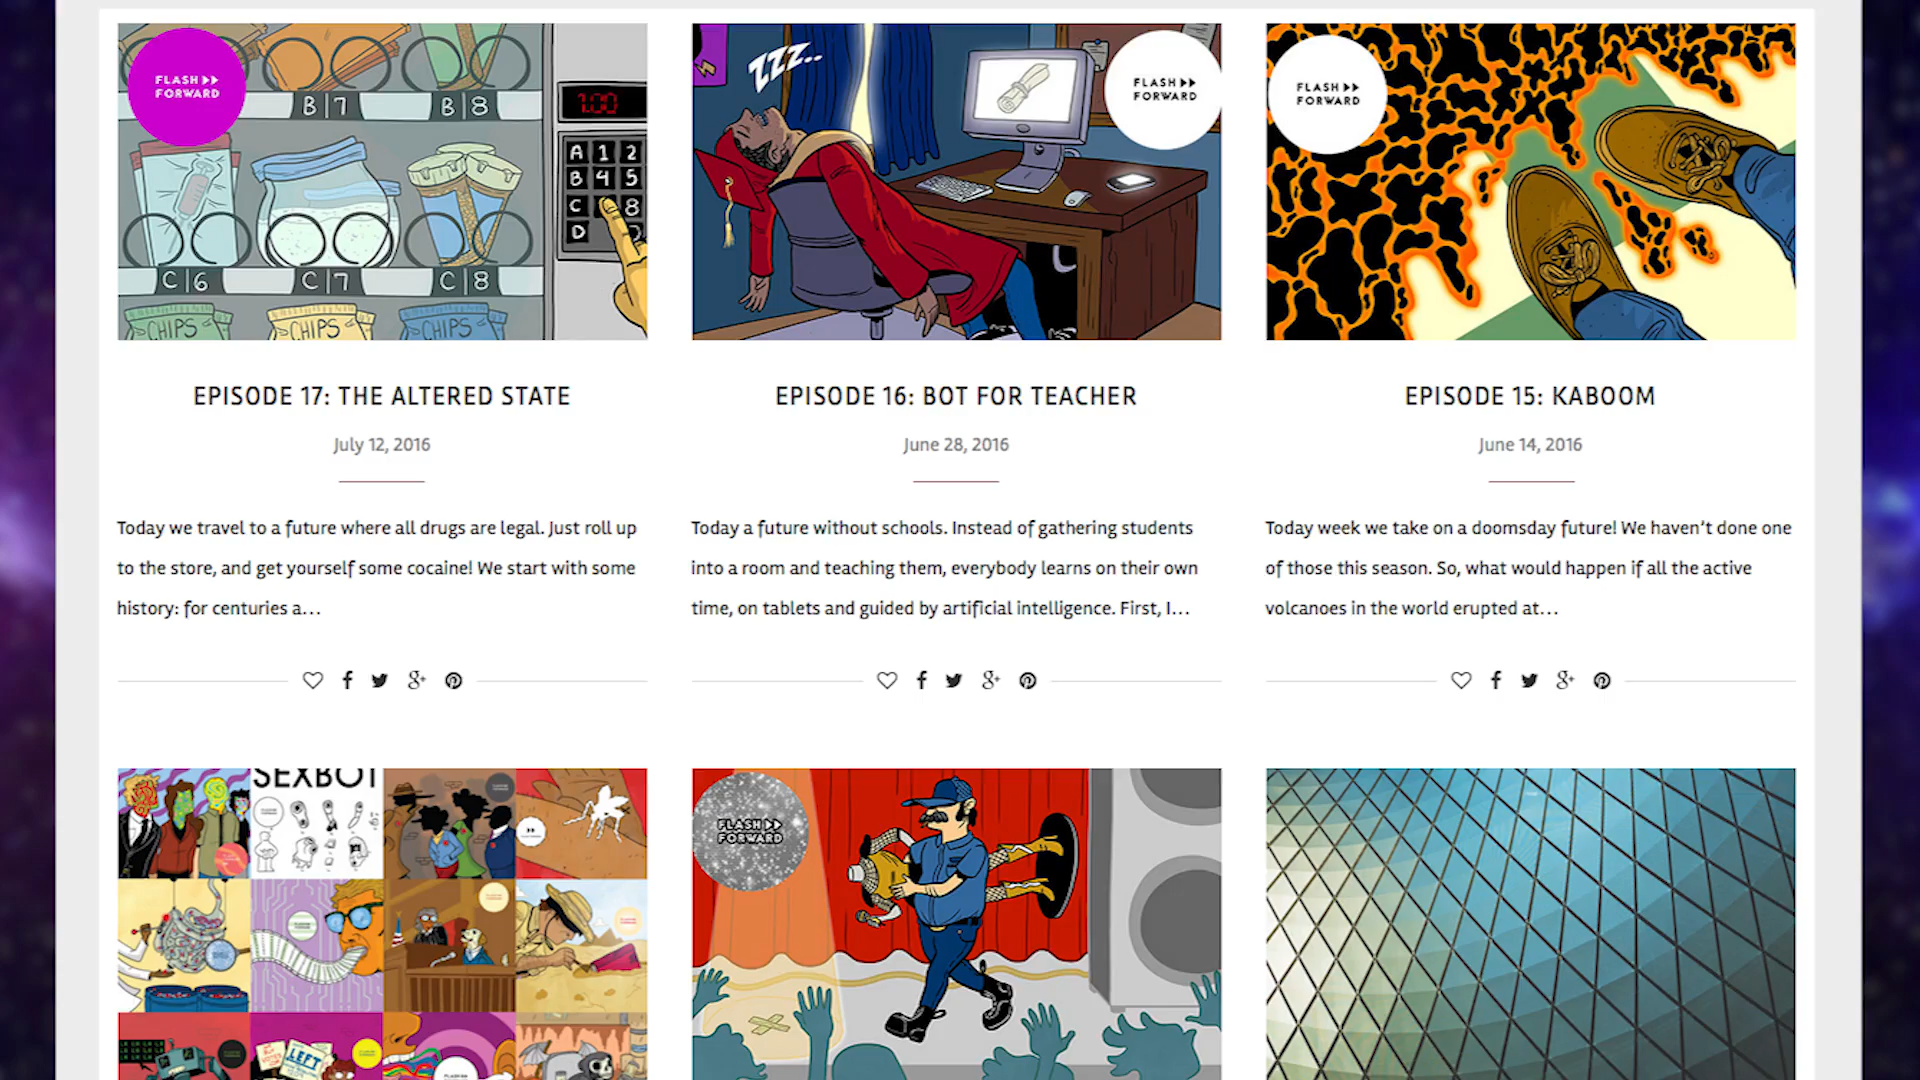 FLASH
FORWARD
B|7
B|8
7.00
A 1 2
B 4 5
C 8
D
C|6
C|7
C|8
CHIPS
CHIPS
CHIPS
ZZZ..
FLASH
FORWARD
FLASH
FORWARD
EPISODE 17: THE ALTERED STATE
July 12, 2016
Today we travel to a future where all drugs are legal. Just roll up
to the store, and get yourself some cocaine! We start with some
history: for centuries a...
EPISODE 16: BOT FOR TEACHER
June 28, 2016
Today a future without schools. Instead of gathering students
into a room and teaching them, everybody learns on their own
time, on tablets and guided by artificial intelligence. First, I...
EPISODE 15: KABOOM
June 14, 2016
Today week we take on a doomsday future! We haven't done one
of those this season. So, what would happen if all the active
volcanoes in the world erupted at...
SEXBOT
LEFT
FLASH
FORWARD